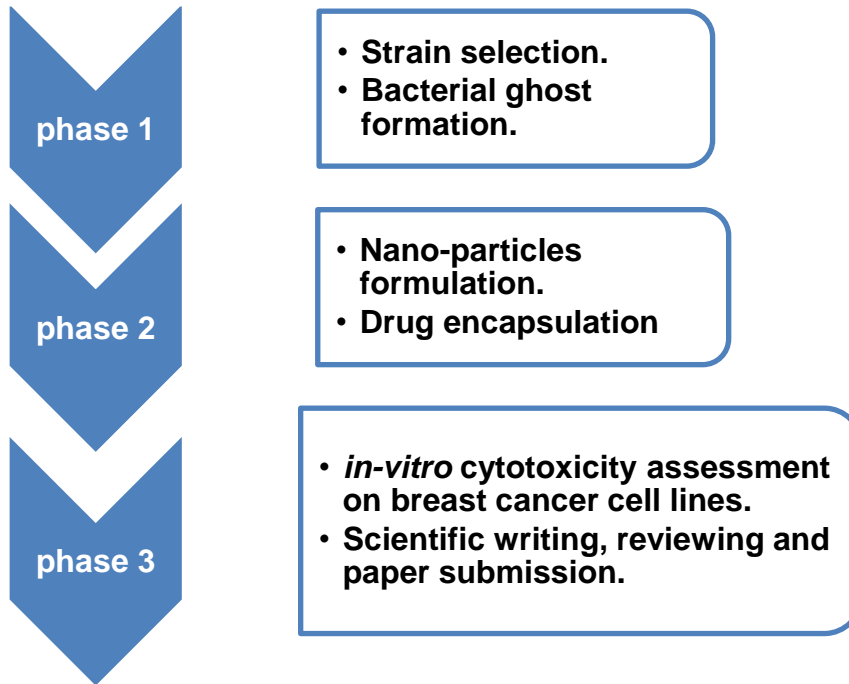 phase 1
• Strain selection.
• Bacterial ghost
formation.
phase 2
• Nano-particles
formulation.
• Drug encapsulation
phase 3
• in-vitro cytotoxicity assessment
on breast cancer cell lines.
• Scientific writing, reviewing and
paper submission.